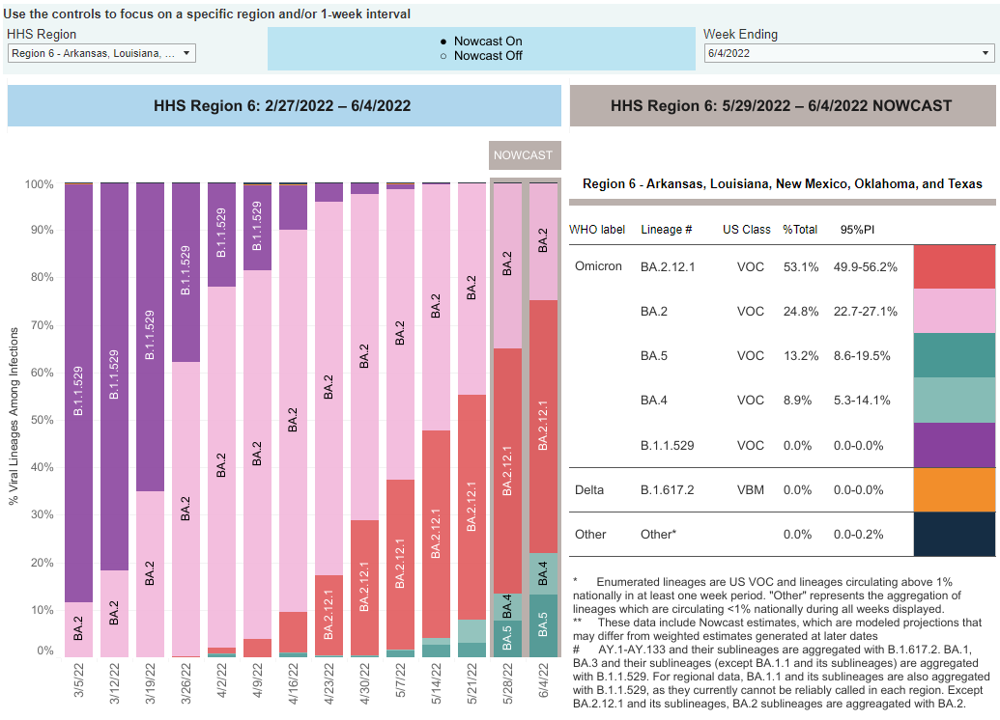 Use the controls to focus on a specific region and/or 1-week interval
HHS Region
Region 6 - Arkansas, Louisiana, ...
Nowcast On
Nowcast Off
Week Ending
6/4/2022
HHS Region 6: 2/27/2022 – 6/4/2022
HHS Region 6: 5/29/2022 – 6/4/2022 NOWCAST
NOWCAST
% Viral Lineages Among Infections
100%
90%
80%
70%
60%
50%
40%
30%
20%
10%
0%
B.1.1.529
BA.2
B.1.1.529
BA.2
B.1.1.529
BA.2
B.1.1.529
BA.2
B.1.1.529
BA.2
B.1.1.529
BA.2
BA.2
BA.2
BA.2.12.1
BA.2
BA.2.12.1
BA.2
BA.2.12.1
BA.2
BA.2.12.1
BA.2
BA.2.12.1
BA.2
BA.2.12.1
BA.4
BA.5
BA.2
BA.2.12.1
BA.4
BA.5
3/5/22
3/12/22
3/19/22
3/26/22
4/2/22
4/9/22
4/16/22
4/23/22
4/30/22
5/7/22
5/14/22
5/21/22
5/28/22
6/4/22
Region 6 - Arkansas, Louisiana, New Mexico, Oklahoma, and Texas
WHO label Lineage # US Class %Total 95%PI
Omicron BA.2.12.1 VOC 53.1% 49.9-56.2%
BA.2 VOC 24.8% 22.7-27.1%
BA.5 VOC 13.2% 8.6-19.5%
BA.4 VOC 8.9% 5.3-14.1%
B.1.1.529 VOC 0.0% 0.0-0.0%
Delta B.1.617.2 VBM 0.0% 0.0-0.0%
Other Other* 0.0% 0.0-0.2%
* Enumerated lineages are US VOC and lineages circulating above 1%
nationally in at least one week period. "Other" represents the aggregation of
lineages which are circulating <1% nationally during all weeks displayed.
** These data include Nowcast estimates, which are modeled projections that
may differ from weighted estimates generated at later dates
# AY.1-AY.133 and their sublineages are aggregated with B.1.617.2. BA.1,
BA.3 and their sublineages (except BA.1.1 and its sublineages) are aggregated
with B.1.1.529. For regional data, BA.1.1 and its sublineages are also aggregated
with B.1.1.529, as they currently cannot be reliably called in each region. Except
BA.2.12.1 and its sublineages, BA.2 sublineages are aggreagated with BA.2.